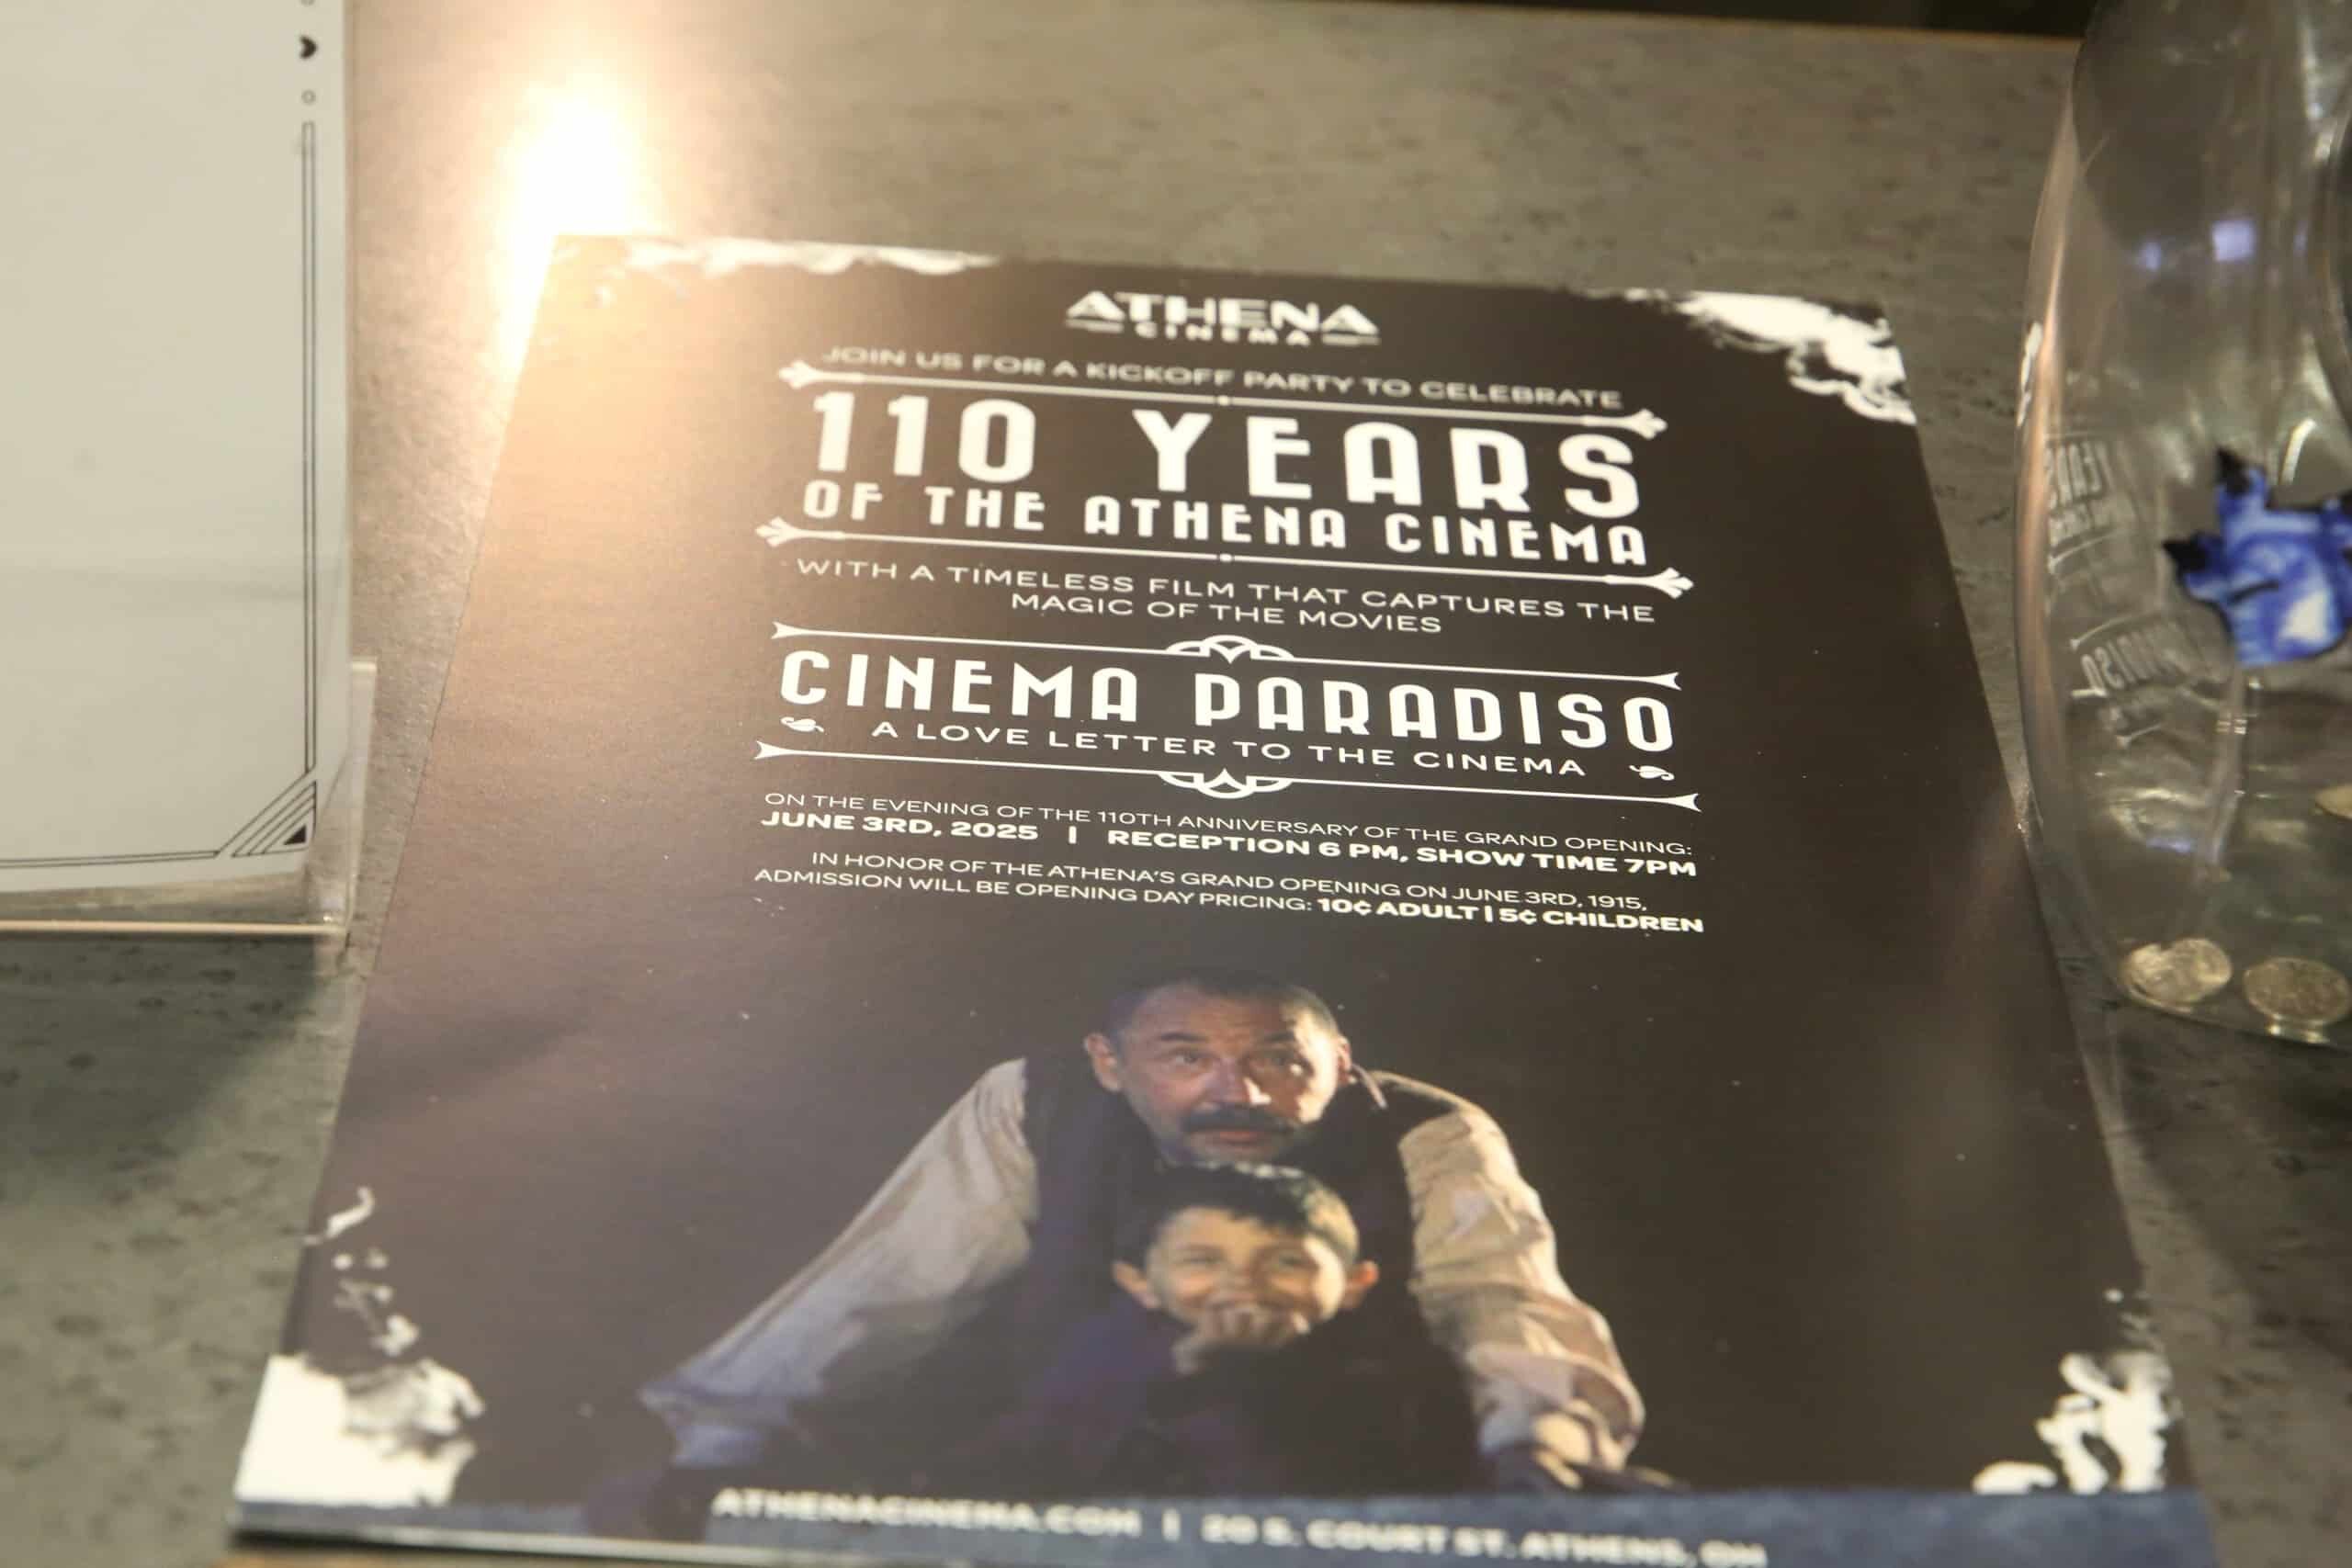 ATHENA
CINEMA
JOIN US FOR A KICKOFF PARTY TO CELEBRATE
110 YEARS
OF THE ATHENA CINEMA
WITH A TIMELESS FILM THAT CAPTURES THE
MAGIC OF THE MOVIES
CINEMA PARADISO
A LOVE LETTER TO THE CINEMA
ON THE EVENING OF THE 110TH ANNIVERSARY OF THE GRAND OPENING:
JUNE 3RD, 2025 | RECEPTION 6 PM, SHOW TIME 7PM
IN HONOR OF THE ATHENA'S GRAND OPENING ON JUNE 3RD, 1915,
ADMISSION WILL BE OPENING DAY PRICING: 10¢ ADULT | 5¢ CHILDREN
ATHENACINEMA.COM | 20 S. COURT ST. ATHENS, OH